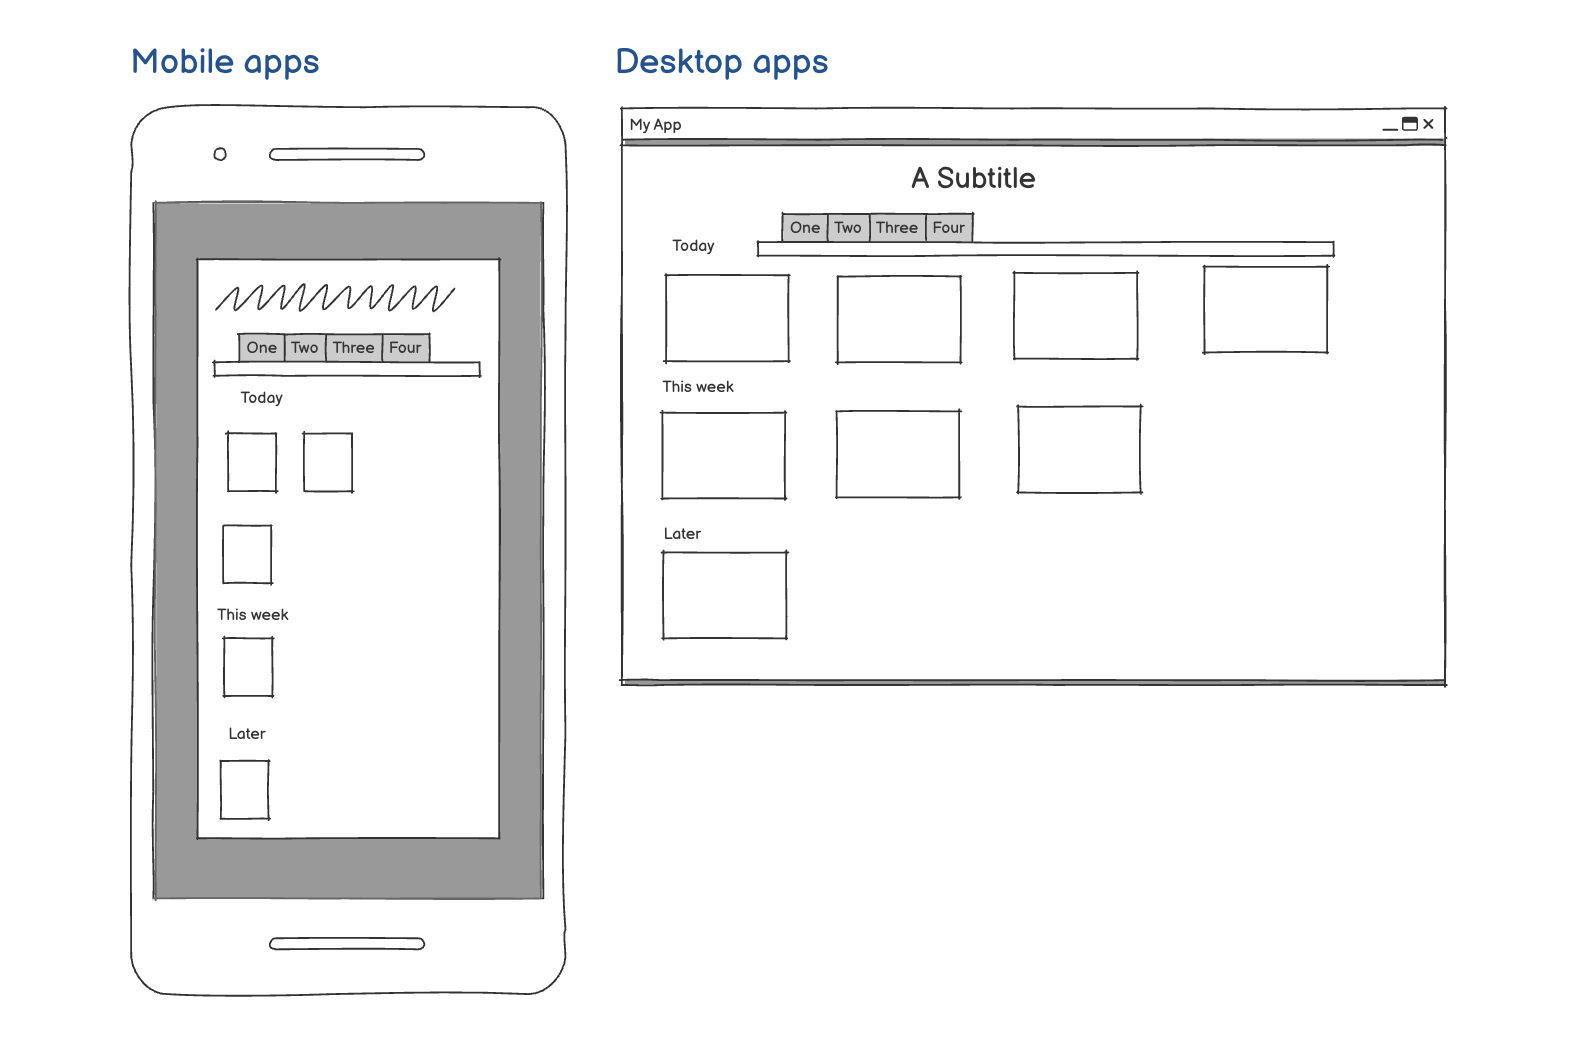 Mobile apps
One Two Three Four
Today
This week
Later
Desktop apps
My App
A Subtitle
One Two Three Four
Today
This week
Later